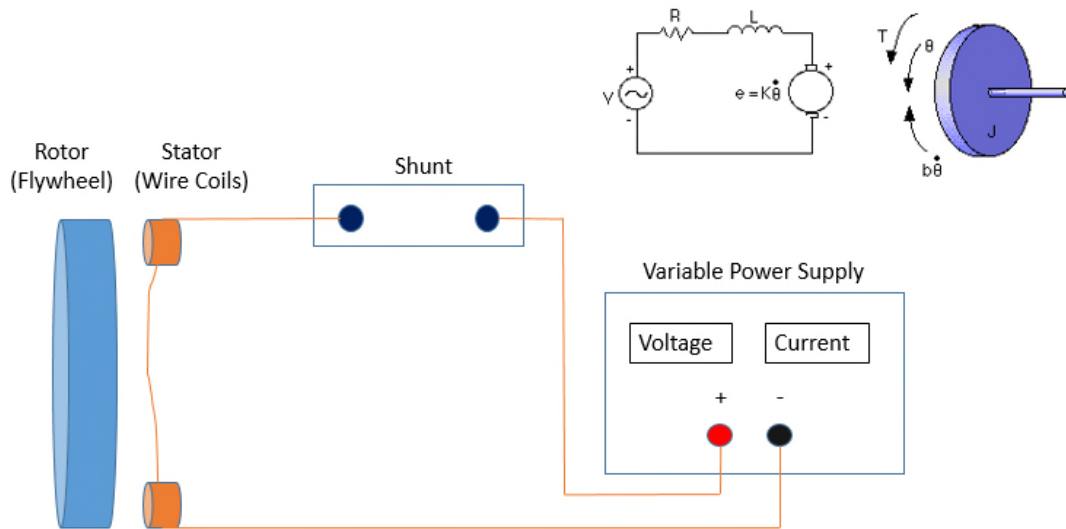 R
L
+
V
-
e = Kθ̇
+
-
T
θ
J
bθ̇
Rotor
(Flywheel)
Stator
(Wire Coils)
Shunt
Variable Power Supply
Voltage
Current
+
-